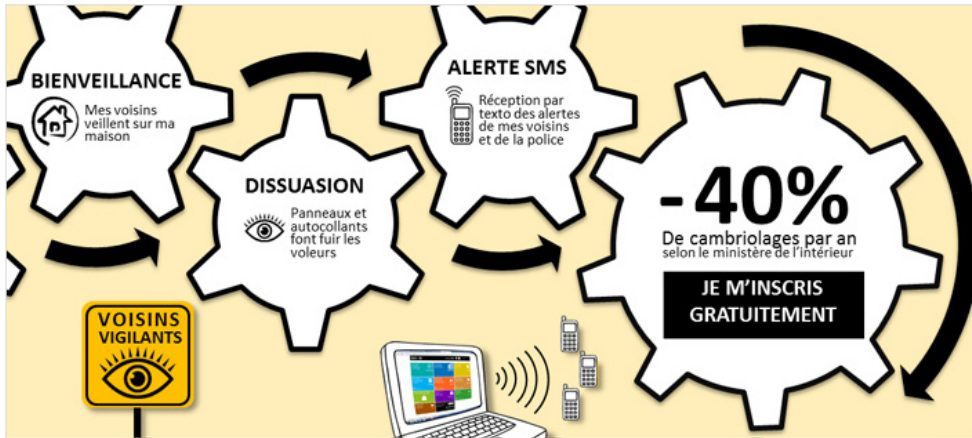 BIENVEILLANCE
Mes voisins
veillent sur ma
maison
DISSUASION
Panneaux et
autocollants
font fuir les
voleurs
ALERTE SMS
Réception par
texto des alertes
de mes voisins
et de la police
-40%
De cambriolages par an
selon le ministère de l'intérieur
JE M'INSCRIS
GRATUITEMENT
VOISINS
VIGILANTS